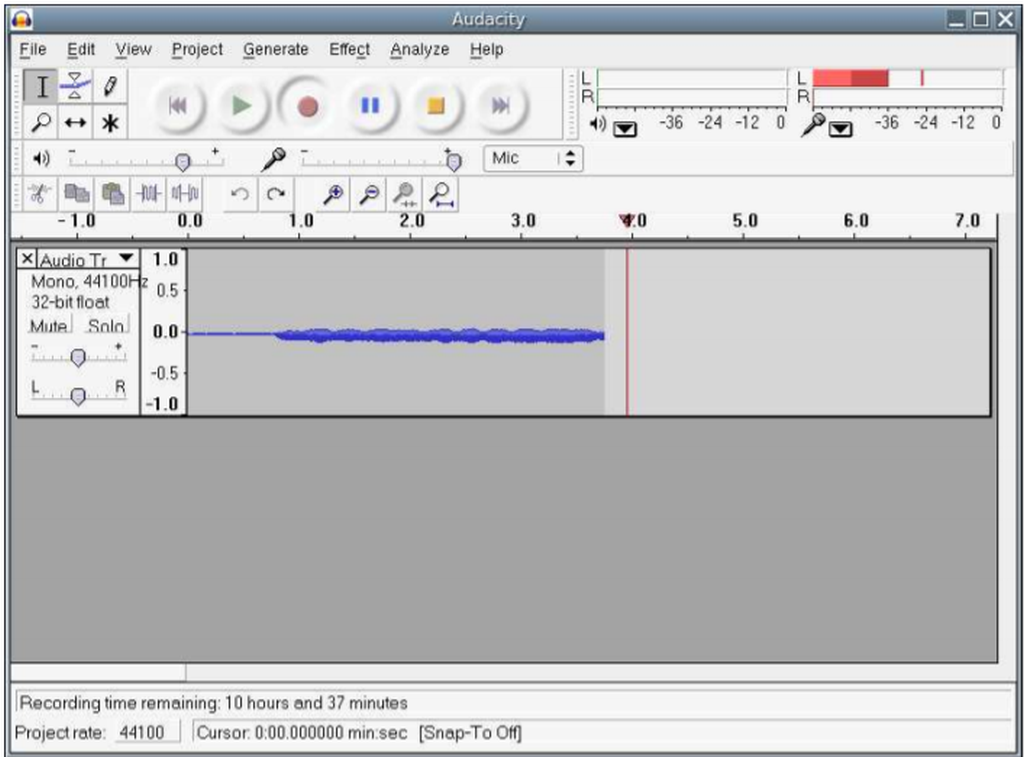 Audacity
File Edit View Project Generate Effect Analyze Help
L L
R R
-36 -24 -12 0 -36 -24 -12 0
- + - + Mic
-1.0 0.0 1.0 2.0 3.0 4.0 5.0 6.0 7.0
Audio Tr 1.0
Mono, 44100Hz
0.5
32-bit float
Mute Solo 0.0
- +
-0.5
L R
-1.0
Recording time remaining: 10 hours and 37 minutes
Project rate: 44100 Cursor: 0:00.000000 min:sec [Snap-To Off]